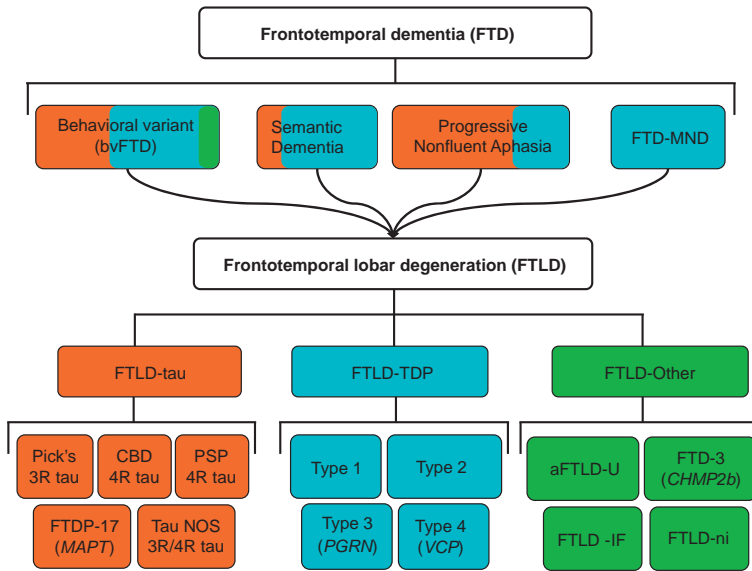 Frontotemporal dementia (FTD)
Behavioral variant
(bvFTD)
Semantic
Dementia
Progressive
Nonfluent Aphasia
FTD-MND
Frontotemporal lobar degeneration (FTLD)
FTLD-tau
FTLD-TDP
FTLD-Other
Pick's
3R tau
CBD
4R tau
PSP
4R tau
FTDP-17
(MAPT)
Tau NOS
3R/4R tau
Type 1
Type 2
Type 3
(PGRN)
Type 4
(VCP)
aFTLD-U
FTD-3
(CHMP2b)
FTLD -IF
FTLD-ni